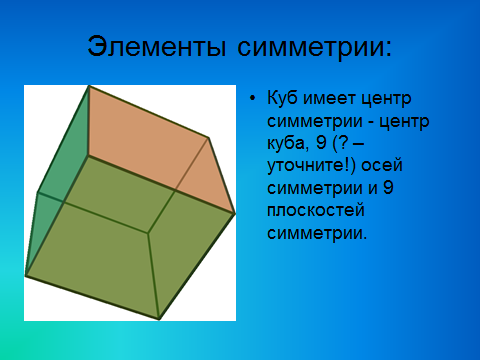 Элементы симметрии:
• Куб имеет центр
симметрии - центр
куба, 9 (? –
уточните!) осей
симметрии и 9
плоскостей
симметрии.